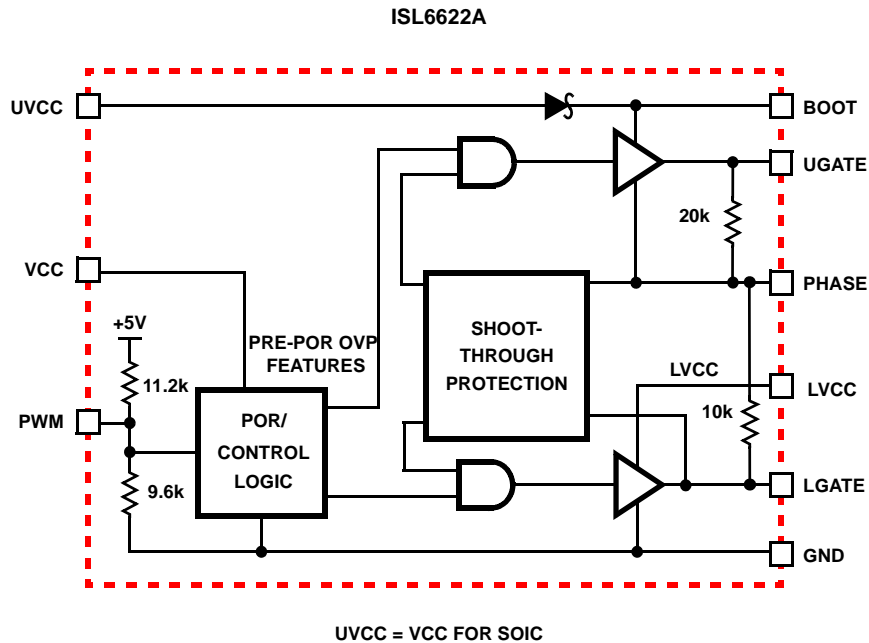 ISL6622A
UVCC
BOOT
UGATE
20k
VCC
PHASE
+5V
PRE-POR OVP
FEATURES
SHOOT-
THROUGH
PROTECTION
11.2k
LVCC
LVCC
PWM
POR/
CONTROL
LOGIC
10k
9.6k
LGATE
GND
UVCC = VCC FOR SOIC